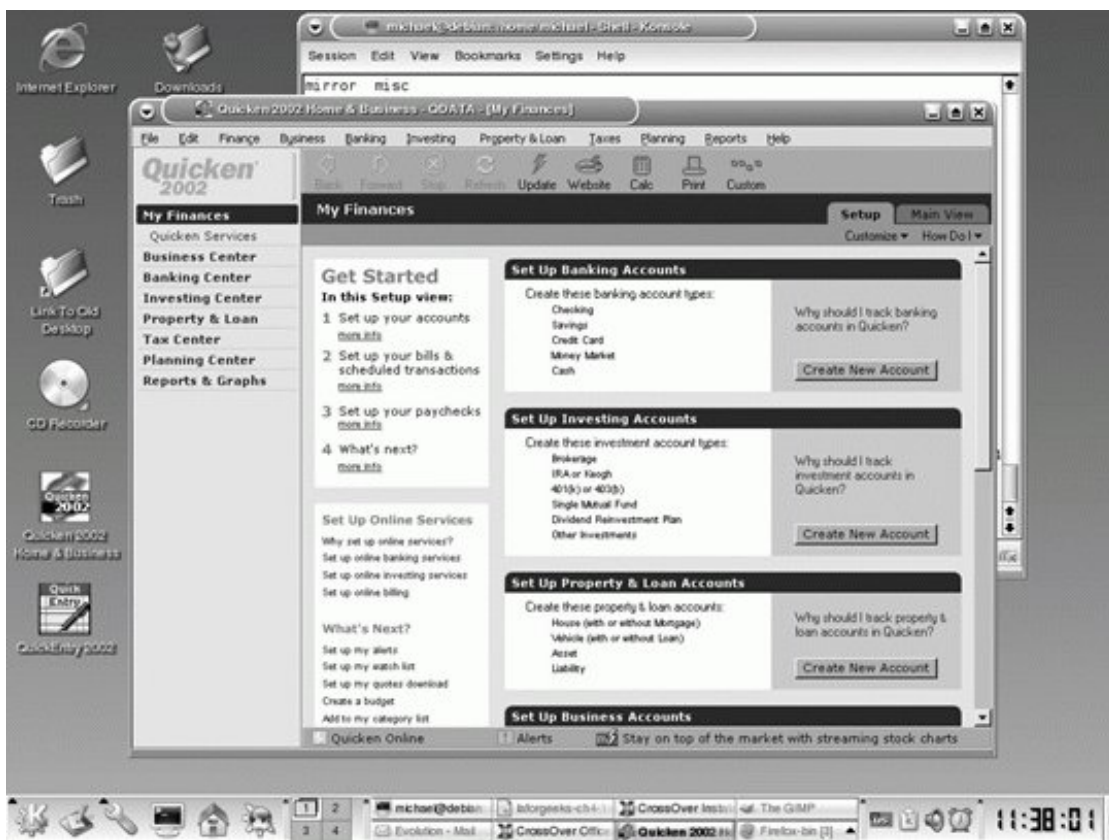 Internet Explorer
Downloads
Trash
Link To Old
Desktop
CD Recorder
Quicken
2002
Quicken 2002
Home & Business
Quick
Entry
QuickEntry 2002
michael@debian: /home/michael - Shell - Konsole
Session Edit View Bookmarks Settings Help
mirror misc
Quicken 2002 Home & Business - QDATA - [My Finances]
File Edit Finance Business Banking Investing Property & Loan Taxes Planning Reports Help
Quicken
2002
Back Forward Stop Refresh Update Website Calc Print Custom
My Finances
Quicken Services
Business Center
Banking Center
Investing Center
Property & Loan
Tax Center
Planning Center
Reports & Graphs
My Finances
Setup Main View
Customize How Do I
Get Started
In this Setup view:
1 Set up your accounts
more info
2 Set up your bills &
scheduled transactions
more info
3 Set up your paychecks
more info
4 What's next?
more info
Set Up Online Services
Why set up online services?
Set up online banking services
Set up online investing services
Set up online billing
What's Next?
Set up my alerts
Set up my watch list
Set up my quotes download
Create a budget
Add to my category list
Set Up Banking Accounts
Create these banking account types:
Checking
Savings
Credit Card
Money Market
Cash
Why should I track banking
accounts in Quicken?
Create New Account
Set Up Investing Accounts
Create these investment account types:
Brokerage
IRA or Keogh
401(k) or 403(b)
Single Mutual Fund
Dividend Reinvestment Plan
Other Investments
Why should I track
investment accounts in
Quicken?
Create New Account
Set Up Property & Loan Accounts
Create these property & loan accounts:
House (with or without Mortgage)
Vehicle (with or without Loan)
Asset
Liability
Why should I track property &
loan accounts in Quicken?
Create New Account
Set Up Business Accounts
Quicken Online
Alerts
Stay on top of the market with streaming stock charts
1 2
3 4
michael@debian
CrossOver Insta
The GIMP
Evolution - Mail
CrossOver Offic
Quicken 2002
Firefox-bin [3]
11:38:01